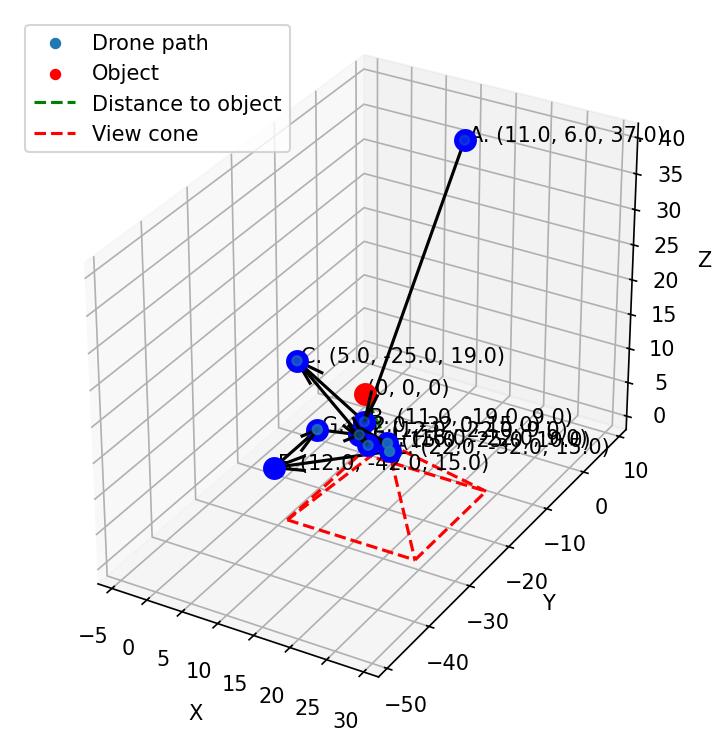 Drone path
Object
Distance to object
View cone
A. (11.0, 6.0, 37.0)
40
35
30
25
20
15
10
5
0
Z
C. (5.0, -25.0, 19.0)
(0, 0, 0)
(11.0, -19.0, 9.0)
G.
(22.0, -32.0, 15.0)
(12.0, -42.0, 15.0)
10
0
−10
−20
−30
−40
−50
Y
−5
0
5
10
15
20
25
30
X